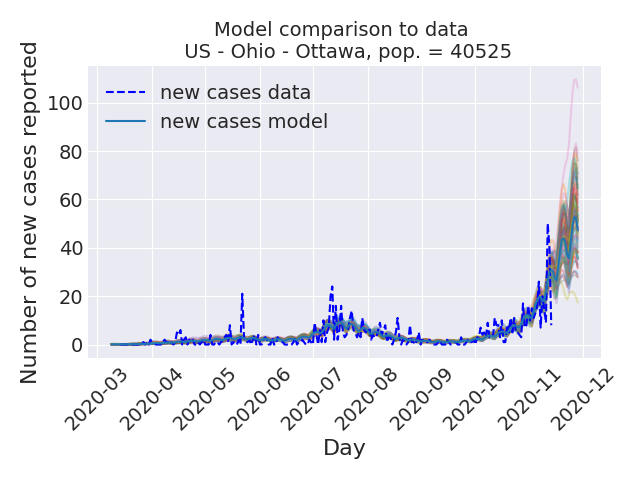 Model comparison to data
US - Ohio - Ottawa, pop. = 40525
Number of new cases reported
100
80
60
40
20
0
new cases data
new cases model
2020-03
2020-04
2020-05
2020-06
2020-07
2020-08
2020-09
2020-10
2020-11
2020-12
Day